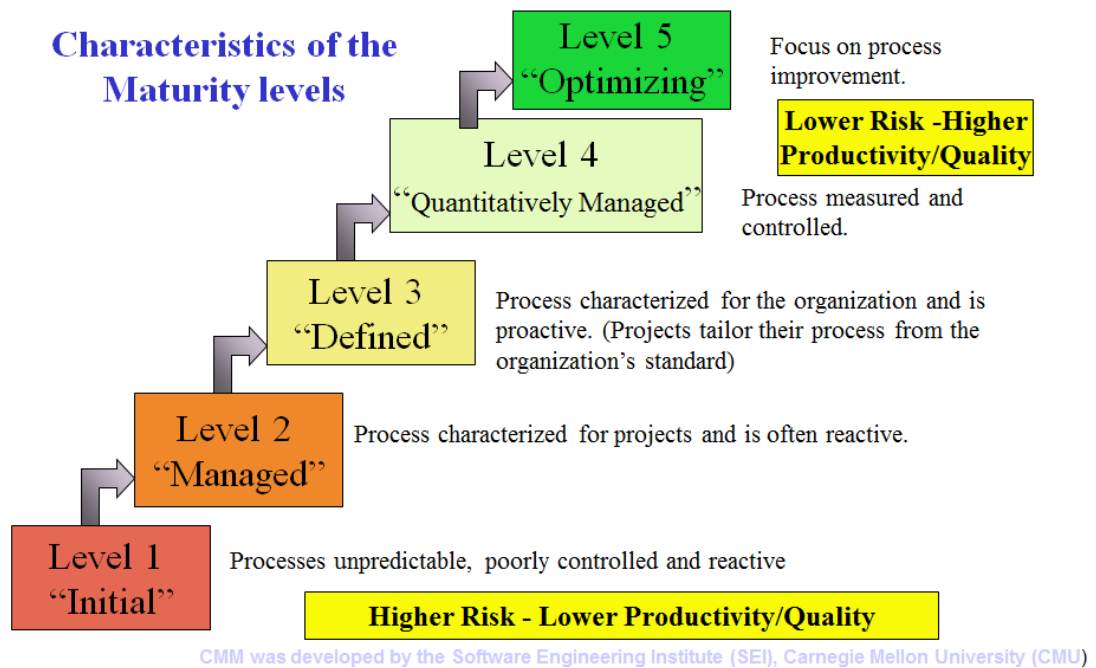 Characteristics of the
Maturity levels
Level 5
“Optimizing”
Focus on process
improvement.
Lower Risk -Higher
Productivity/Quality
Level 4
“Quantitatively Managed”
Process measured and
controlled.
Level 3
“Defined”
Process characterized for the organization and is
proactive. (Projects tailor their process from the
organization’s standard)
Level 2
“Managed”
Process characterized for projects and is often reactive.
Level 1
“Initial”
Processes unpredictable, poorly controlled and reactive
Higher Risk - Lower Productivity/Quality
CMM was developed by the Software Engineering Institute (SEI), Carnegie Mellon University (CMU)